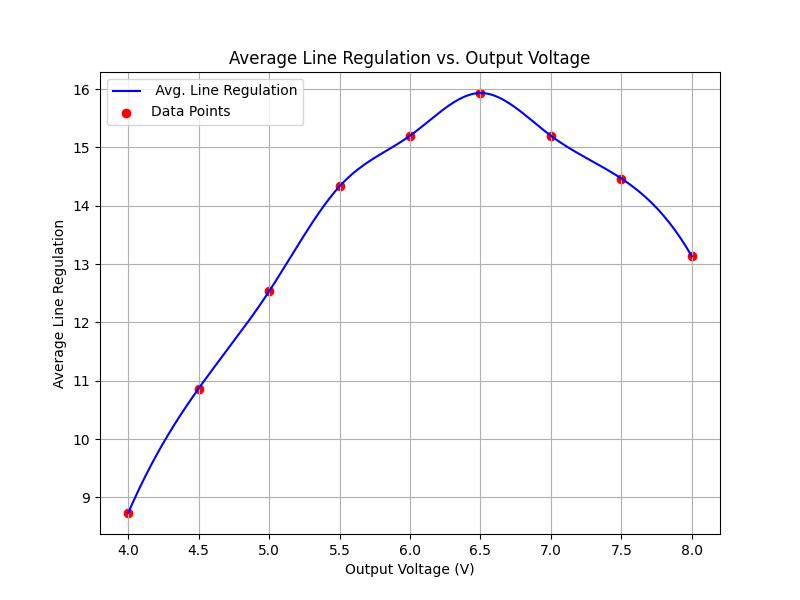 Average Line Regulation vs. Output Voltage
Avg. Line Regulation
Data Points
16
15
14
13
12
11
10
9
Average Line Regulation
4.0 4.5 5.0 5.5 6.0 6.5 7.0 7.5 8.0
Output Voltage (V)